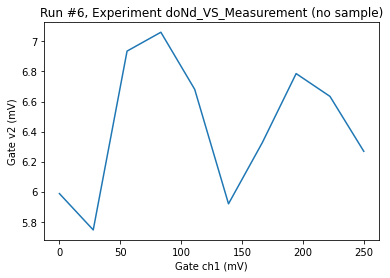 Run #6, Experiment doNd_VS_Measurement (no sample)
Gate v2 (mV)
7
6.8
6.6
6.4
6.2
6
5.8
0 50 100 150 200 250
Gate ch1 (mV)